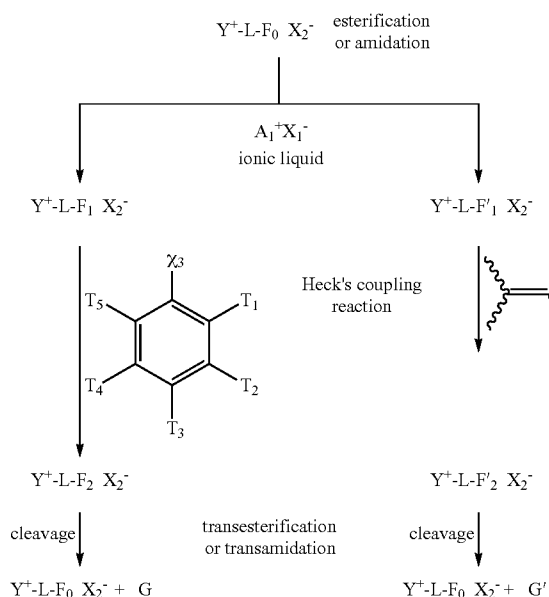 Y⁺-L-F₀ X₂⁻
esterification
or amidation
A₁⁺X₁⁻
ionic liquid
Y⁺-L-F₁ X₂⁻
Y⁺-L-F'₁ X₂⁻
χ₃
T₅
T₁
T₄
T₂
T₃
Heck's coupling
reaction
Y⁺-L-F₂ X₂⁻
Y⁺-L-F'₂ X₂⁻
cleavage
transesterification
or transamidation
cleavage
Y⁺-L-F₀ X₂⁻ + G
Y⁺-L-F₀ X₂⁻ + G'